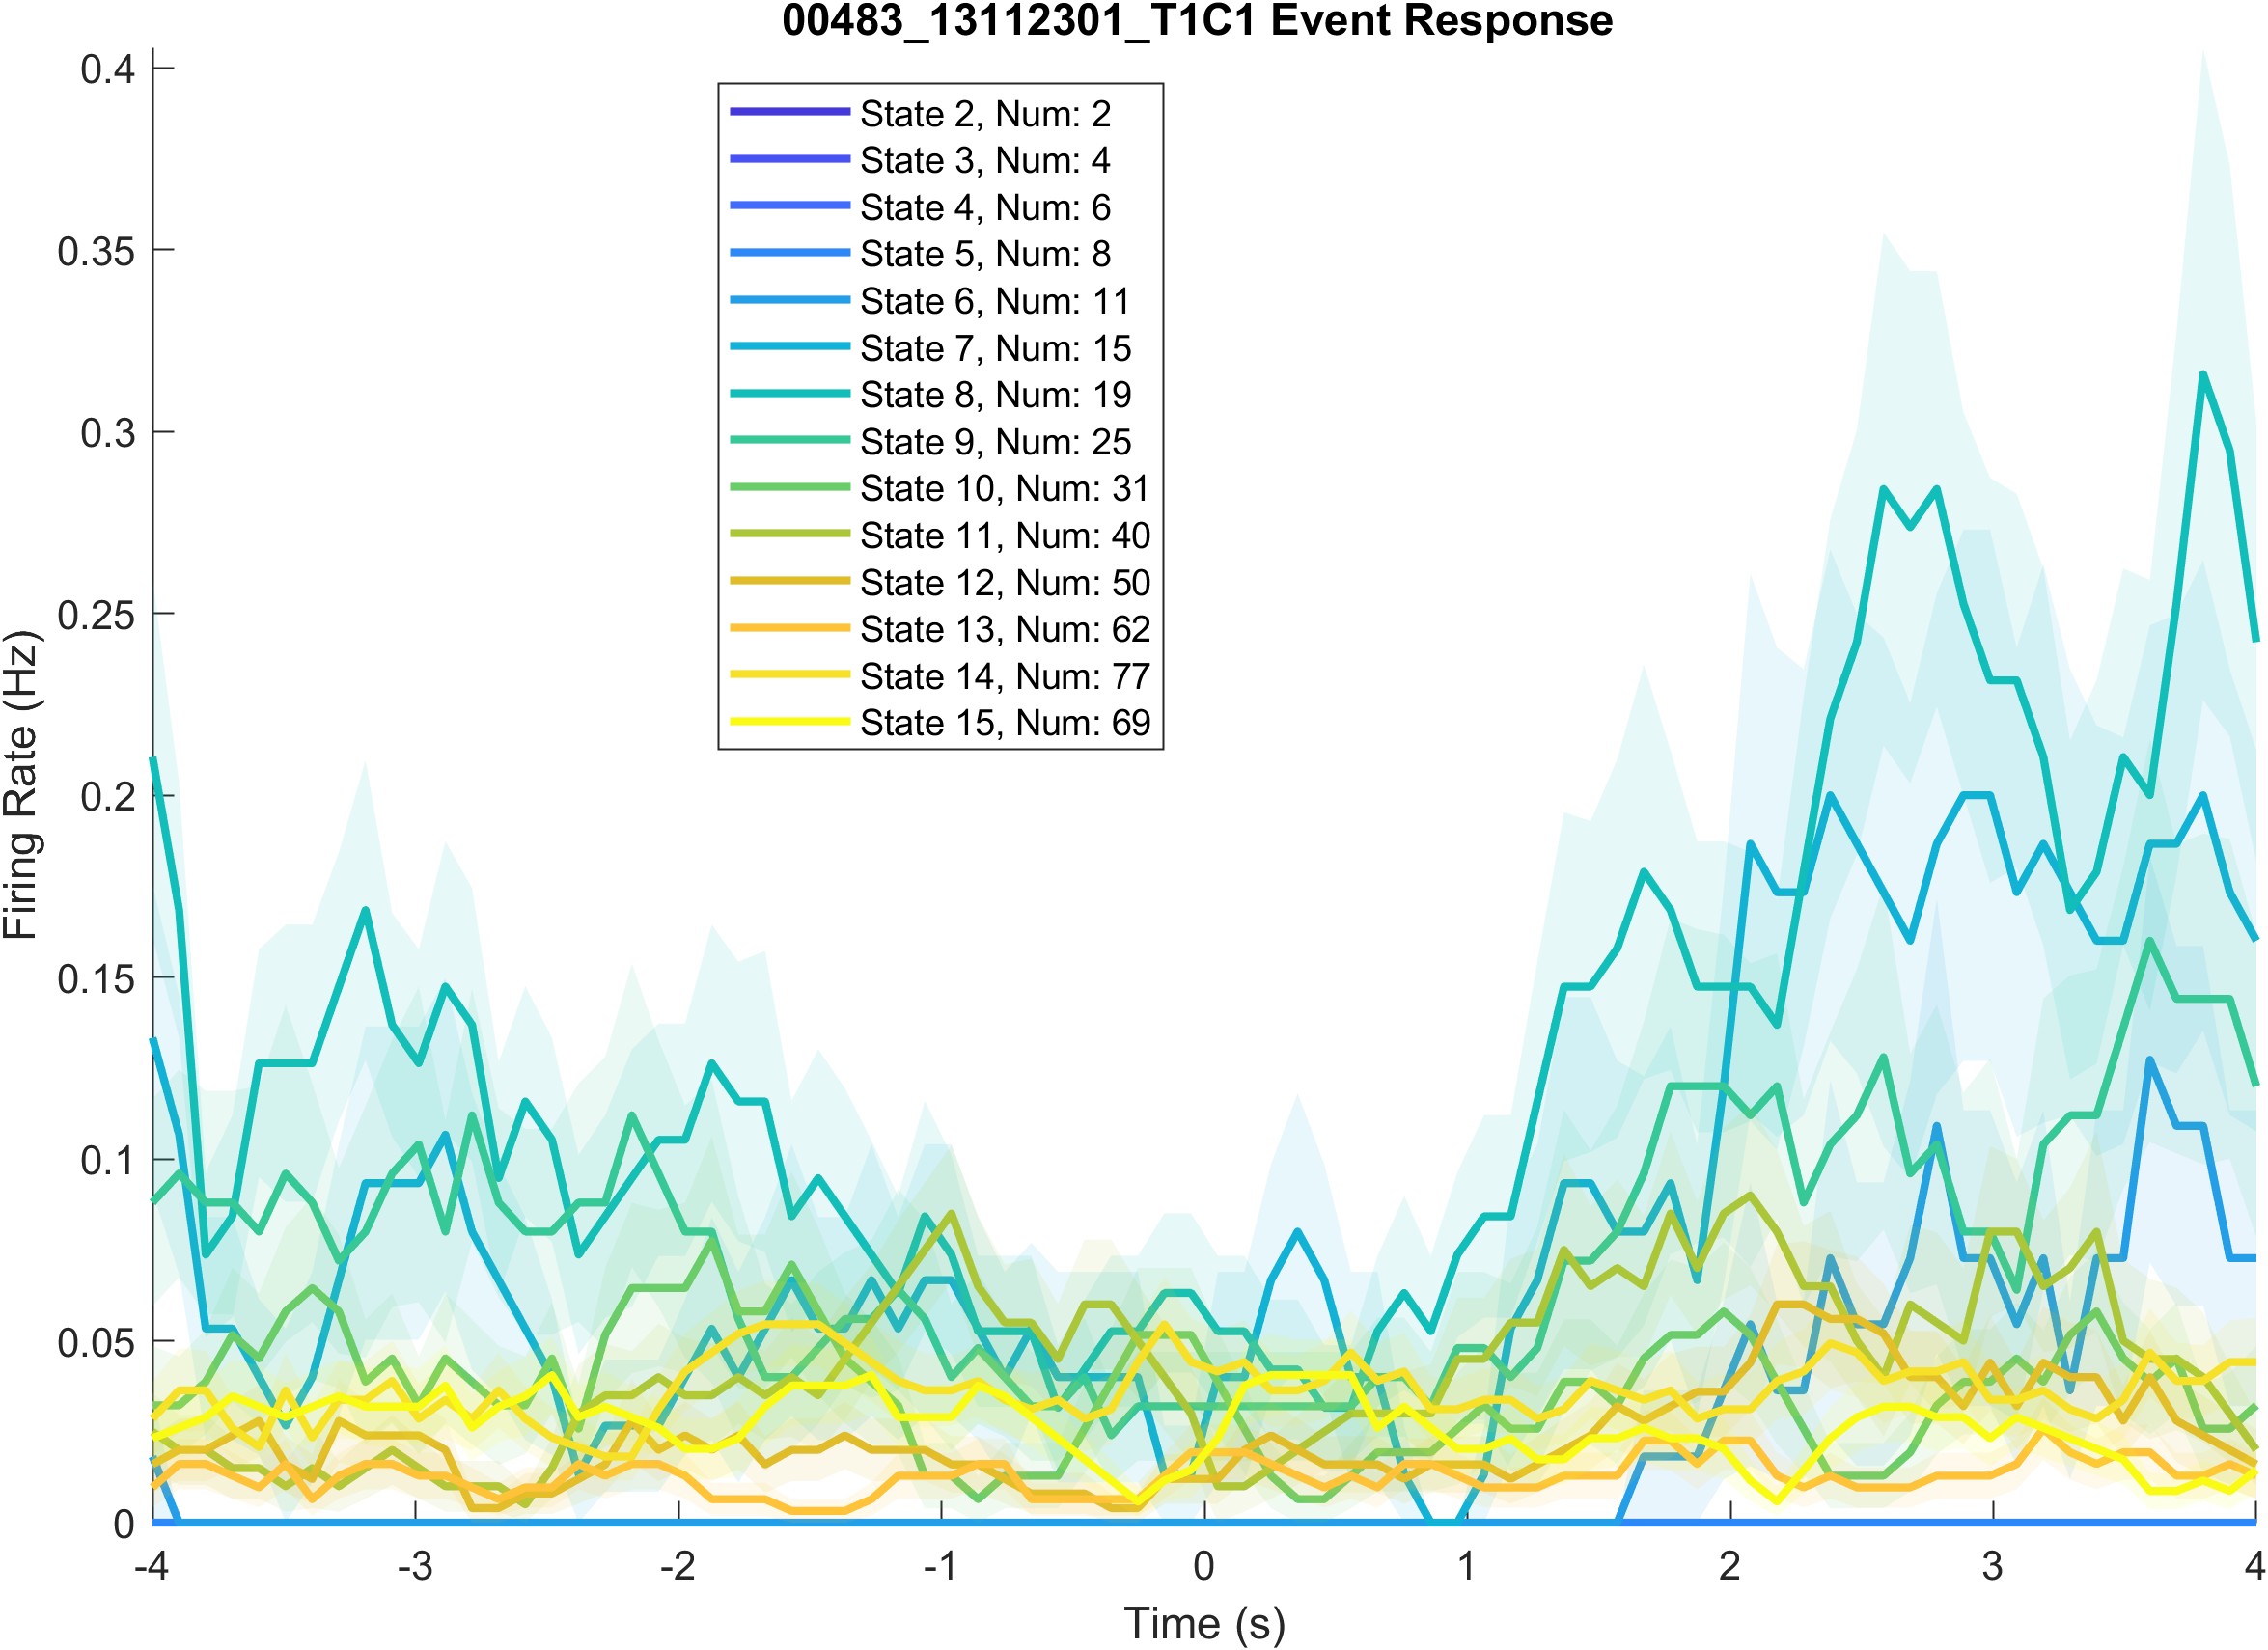 00483_13112301_T1C1 Event Response
State 2, Num: 2
State 3, Num: 4
State 4, Num: 6
State 5, Num: 8
State 6, Num: 11
State 7, Num: 15
State 8, Num: 19
State 9, Num: 25
State 10, Num: 31
State 11, Num: 40
State 12, Num: 50
State 13, Num: 62
State 14, Num: 77
State 15, Num: 69
Firing Rate (Hz)
0.4
0.35
0.3
0.25
0.2
0.15
0.1
0.05
0
-4 -3 -2 -1 0 1 2 3 4
Time (s)